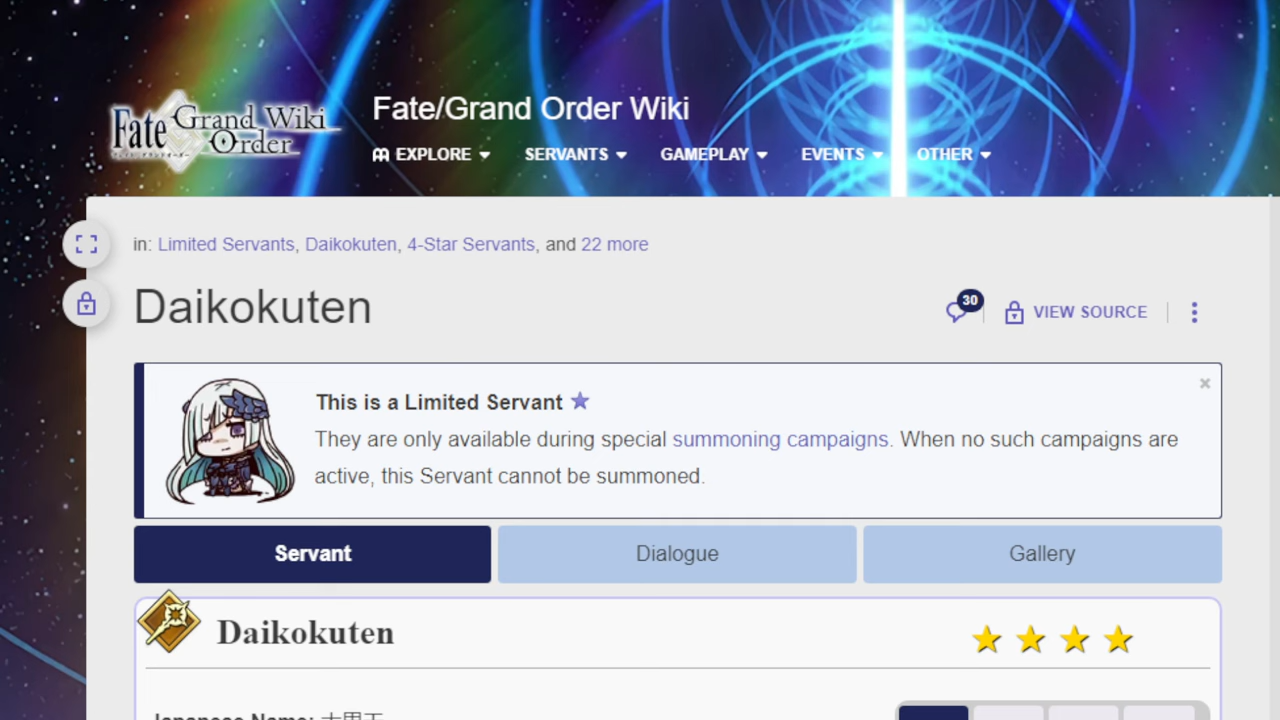 Fate Grand Wiki
Order
Fate/Grand Order Wiki
EXPLORE SERVANTS GAMEPLAY EVENTS OTHER
in: Limited Servants, Daikokuten, 4-Star Servants, and 22 more
Daikokuten
30
VIEW SOURCE
This is a Limited Servant
They are only available during special summoning campaigns. When no such campaigns are
active, this Servant cannot be summoned.
Servant Dialogue Gallery
Daikokuten
Japanese Name: